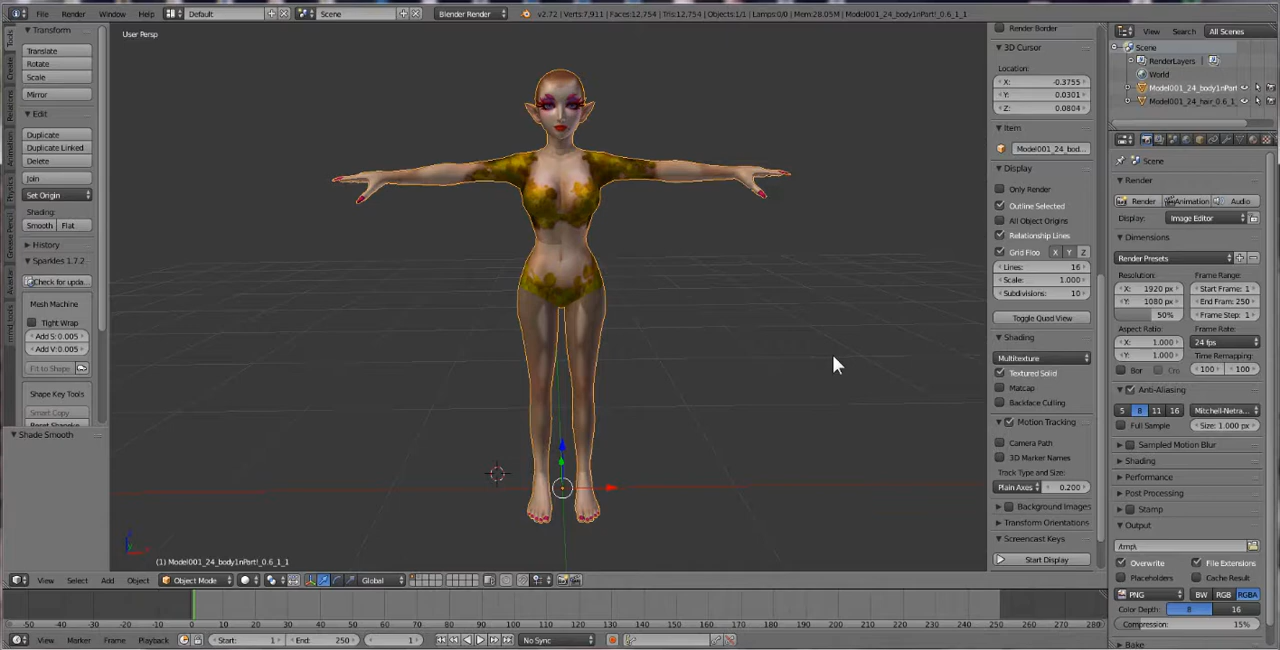 File Render Window Help Default Scene Blender Render v2.72 | Verts:7,911 | Faces:12,754 | Tris:12,754 | Objects:1/1 | Lamps:0/0 | Mem:28.05M | Model001_24_body1nPart!_0.6_1_1
Tools
Create
Relations
Animation
Physics
Grease Pencil
Avastar
mmd_tools
Transform
Translate
Rotate
Scale
Mirror
Edit
Duplicate
Duplicate Linked
Delete
Join
Set Origin
Shading:
Smooth Flat
History
Sparkles 1.7.2
Check for upda
Mesh Machine
Tight Wrap
Add S: 0.005
Add V: 0.005
Fit to Shape
Shape Key Tools
Smart Copy
Shade Smooth
User Persp
(1) Model001_24_body1nPart!_0.6_1_1
Render Border
3D Cursor
Location:
X: -0.3755
Y: 0.0301
Z: 0.0804
Item
Model001_24_bod...
Display
Only Render
Outline Selected
All Object Origins
Relationship Lines
Grid Floo X Y Z
Lines: 16
Scale: 1.000
Subdivisions: 10
Toggle Quad View
Shading
Multitexture
Textured Solid
Matcap
Backface Culling
Motion Tracking
Camera Path
3D Marker Names
Track Type and Size:
Plain Axes 0.200
Background Images
Transform Orientations
Screencast Keys
Start Display
View Search All Scenes
Scene
RenderLayers
World
Model001_24_body1nPart
Model001_24_hair_0.6_1
Scene
Render
Render Animation Audio
Display: Image Editor
Dimensions
Render Presets
Resolution: Frame Range:
X: 1920 px Start Frame: 1
Y: 1080 px End Fram: 250
50% Frame Step: 1
Aspect Ratio: Frame Rate:
X: 1.000 24 fps
Y: 1.000 Time Remapping:
Bor Cro 100 100
Anti-Aliasing
5 8 11 16 Mitchell-Netra...
Full Sample Size: 1.000 px
Sampled Motion Blur
Shading
Performance
Post Processing
Stamp
Output
/tmp\
Overwrite File Extensions
Placeholders Cache Result
PNG BW RGB RGBA
Color Depth: 8 16
Compression: 15%
Bake
View Select Add Object Object Mode Global
-50 -40 -30 -20 -10 0 10 20 30 40 50 60 70 80 90 100 110 120 130 140 150 160 170 180 190 200 210 220 230 240 250 260 270 280
View Marker Frame Playback Start: 1 End: 250 1 No Sync